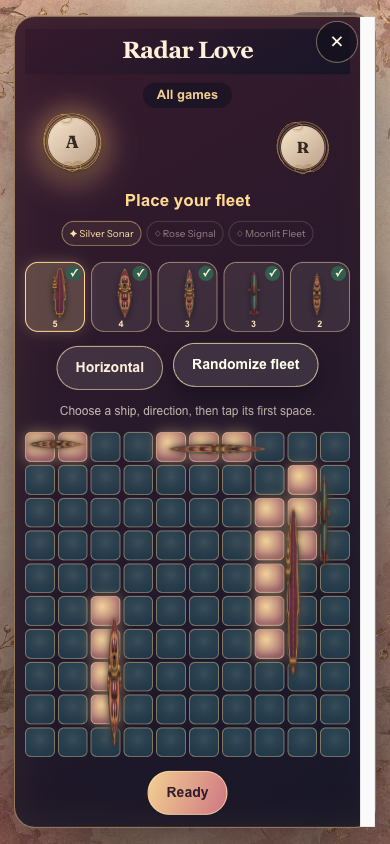 Radar Love
✕
All games
A
R
Place your fleet
✦ Silver Sonar
◇ Rose Signal
◇ Moonlit Fleet
✓ ✓ ✓ ✓ ✓
5 4 3 3 2
Horizontal
Randomize fleet
Choose a ship, direction, then tap its first space.
Ready